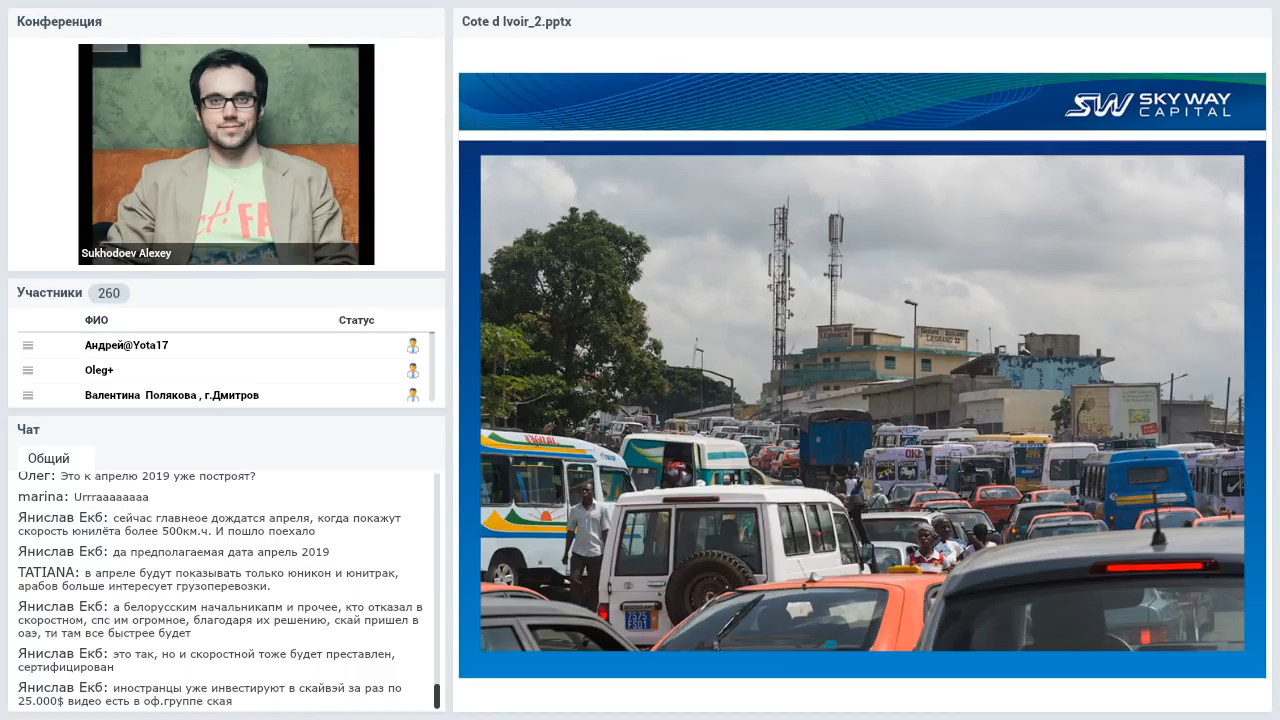 Конференция
Sukhodoev Alexey
Участники 260
ФИО Статус
Андрей@Yota17
Oleg+
Валентина Полякова , г.Дмитров
Чат
Общий
Олег: Это к апрелю 2019 уже построят?
marina: Urrraaaaaaa
Янислав Екб: сейчас главнеое дождатся апреля, когда покажут
скорость юнилёта более 500км.ч. И пошло поехало
Янислав Екб: да предполагаемая дата апрель 2019
TATIANA: в апреле будут показывать только юникон и юнитрак,
арабов больше интересует грузоперевозки.
Янислав Екб: а белорусским начальникапм и прочее, кто отказал в
скоростном, спс им огромное, благодаря их решению, скай пришел в
оаэ, ти там все быстрее будет
Янислав Екб: это так, но и скоростной тоже будет преставлен,
сертифицирован
Янислав Екб: иностранцы уже инвестируют в скайвэй за раз по
25.000$ видео есть в оф.группе ская
Cote d Ivoir_2.pptx
SW SKY WAY
CAPITAL